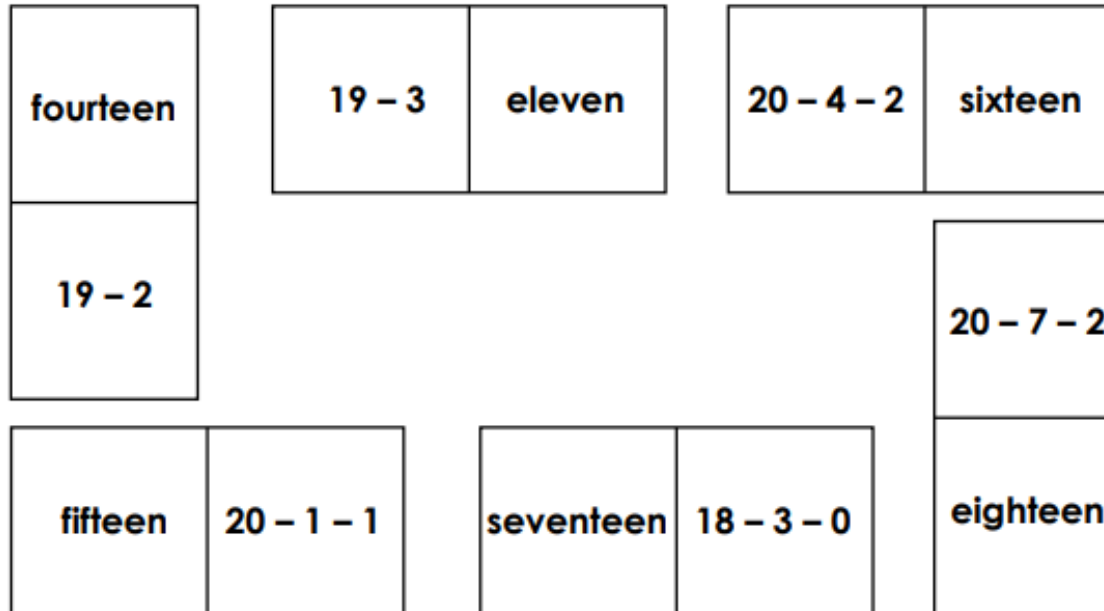 fourteen
19 – 3
eleven
20 – 4 – 2
sixteen
19 – 2
20 – 7 – 2
fifteen
20 – 1 – 1
seventeen
18 – 3 – 0
eighteen